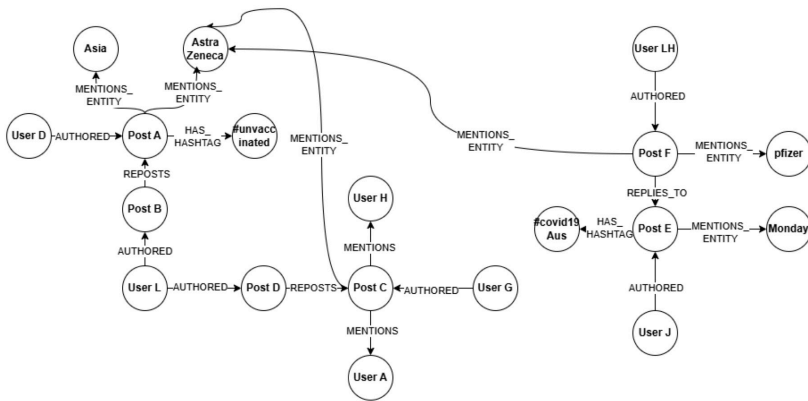 Asia
Astra
Zeneca
User LH
MENTIONS_
ENTITY
MENTIONS_
ENTITY
AUTHORED
User D
AUTHORED
Post A
HAS_
HASHTAG
#unvacc
inated
MENTIONS_
ENTITY
MENTIONS_
ENTITY
Post F
MENTIONS_
ENTITY
pfizer
REPOSTS
REPLIES_TO
Post B
User H
#covid19
Aus
HAS_
HASHTAG
Post E
MENTIONS_
ENTITY
Monday
AUTHORED
MENTIONS
User L
AUTHORED
Post D
REPOSTS
Post C
AUTHORED
User G
AUTHORED
MENTIONS
User J
User A